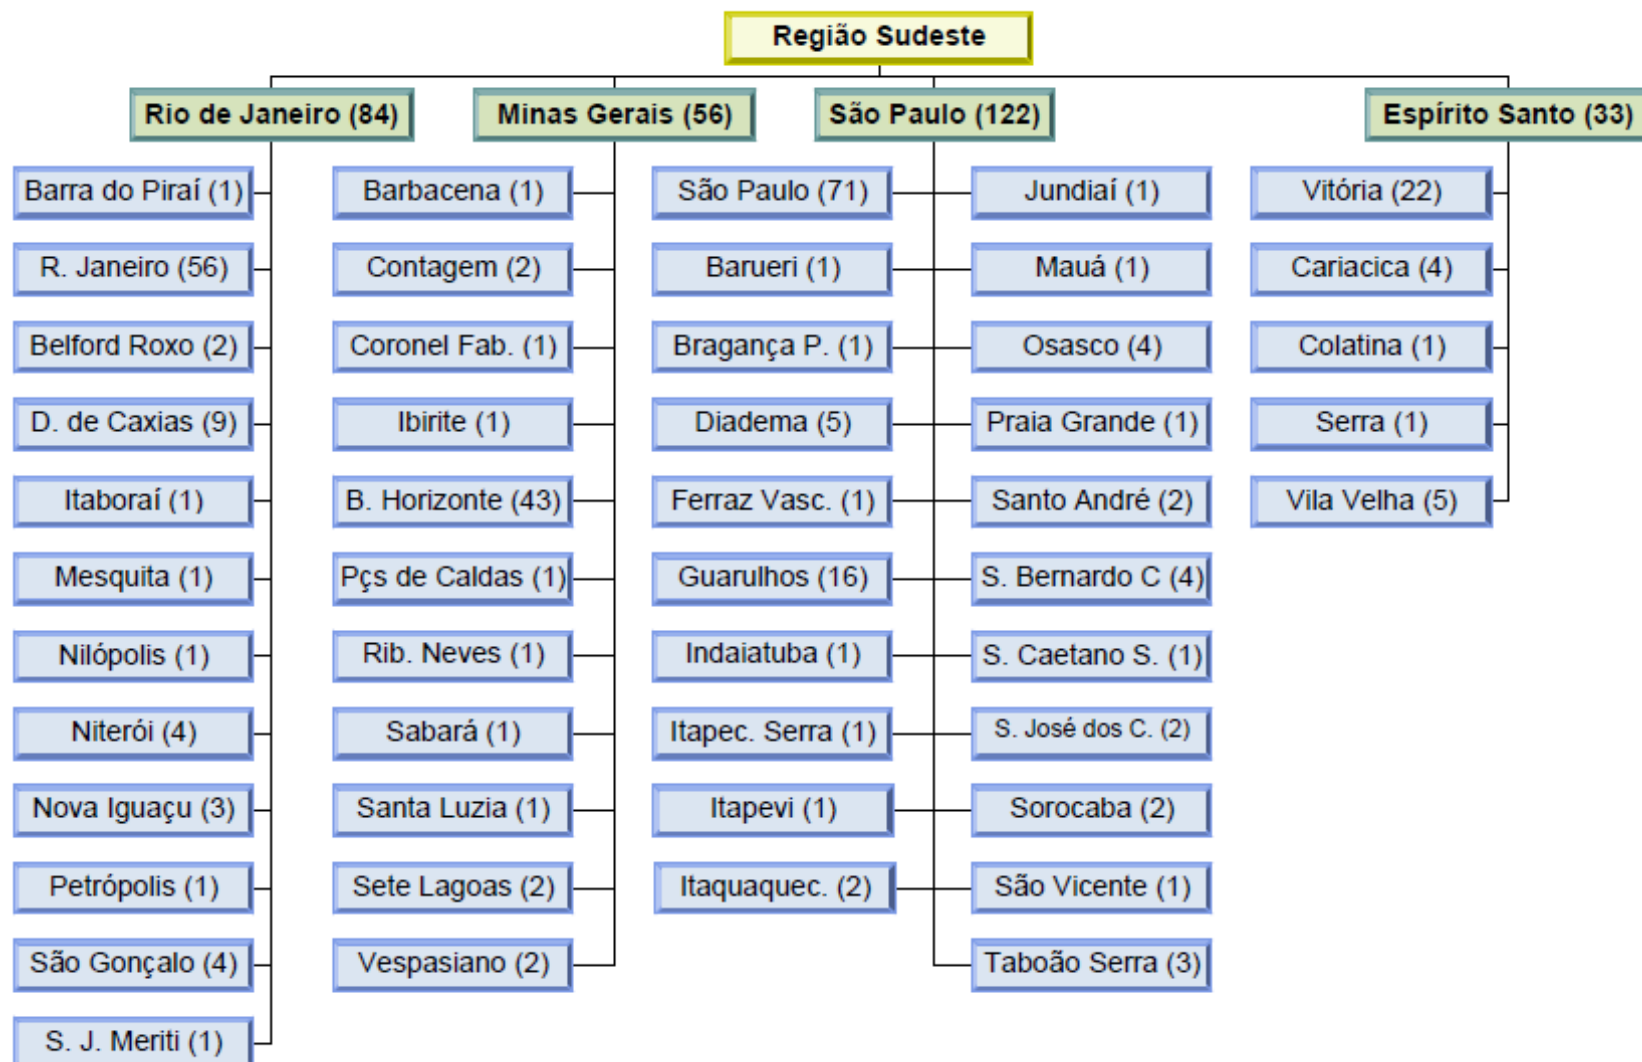 Região Sudeste
Rio de Janeiro (84)
Minas Gerais (56)
São Paulo (122)
Espírito Santo (33)
Barra do Piraí (1)
R. Janeiro (56)
Belford Roxo (2)
D. de Caxias (9)
Itaboraí (1)
Mesquita (1)
Nilópolis (1)
Niterói (4)
Nova Iguaçu (3)
Petrópolis (1)
São Gonçalo (4)
S. J. Meriti (1)
Barbacena (1)
Contagem (2)
Coronel Fab. (1)
Ibirite (1)
B. Horizonte (43)
Pçs de Caldas (1)
Rib. Neves (1)
Sabará (1)
Santa Luzia (1)
Sete Lagoas (2)
Vespasiano (2)
São Paulo (71)
Barueri (1)
Bragança P. (1)
Diadema (5)
Ferraz Vasc. (1)
Guarulhos (16)
Indaiatuba (1)
Itapec. Serra (1)
Itapevi (1)
Itaquaquec. (2)
Jundiaí (1)
Mauá (1)
Osasco (4)
Praia Grande (1)
Santo André (2)
S. Bernardo C (4)
S. Caetano S. (1)
S. José dos C. (2)
Sorocaba (2)
São Vicente (1)
Taboão Serra (3)
Vitória (22)
Cariacica (4)
Colatina (1)
Serra (1)
Vila Velha (5)